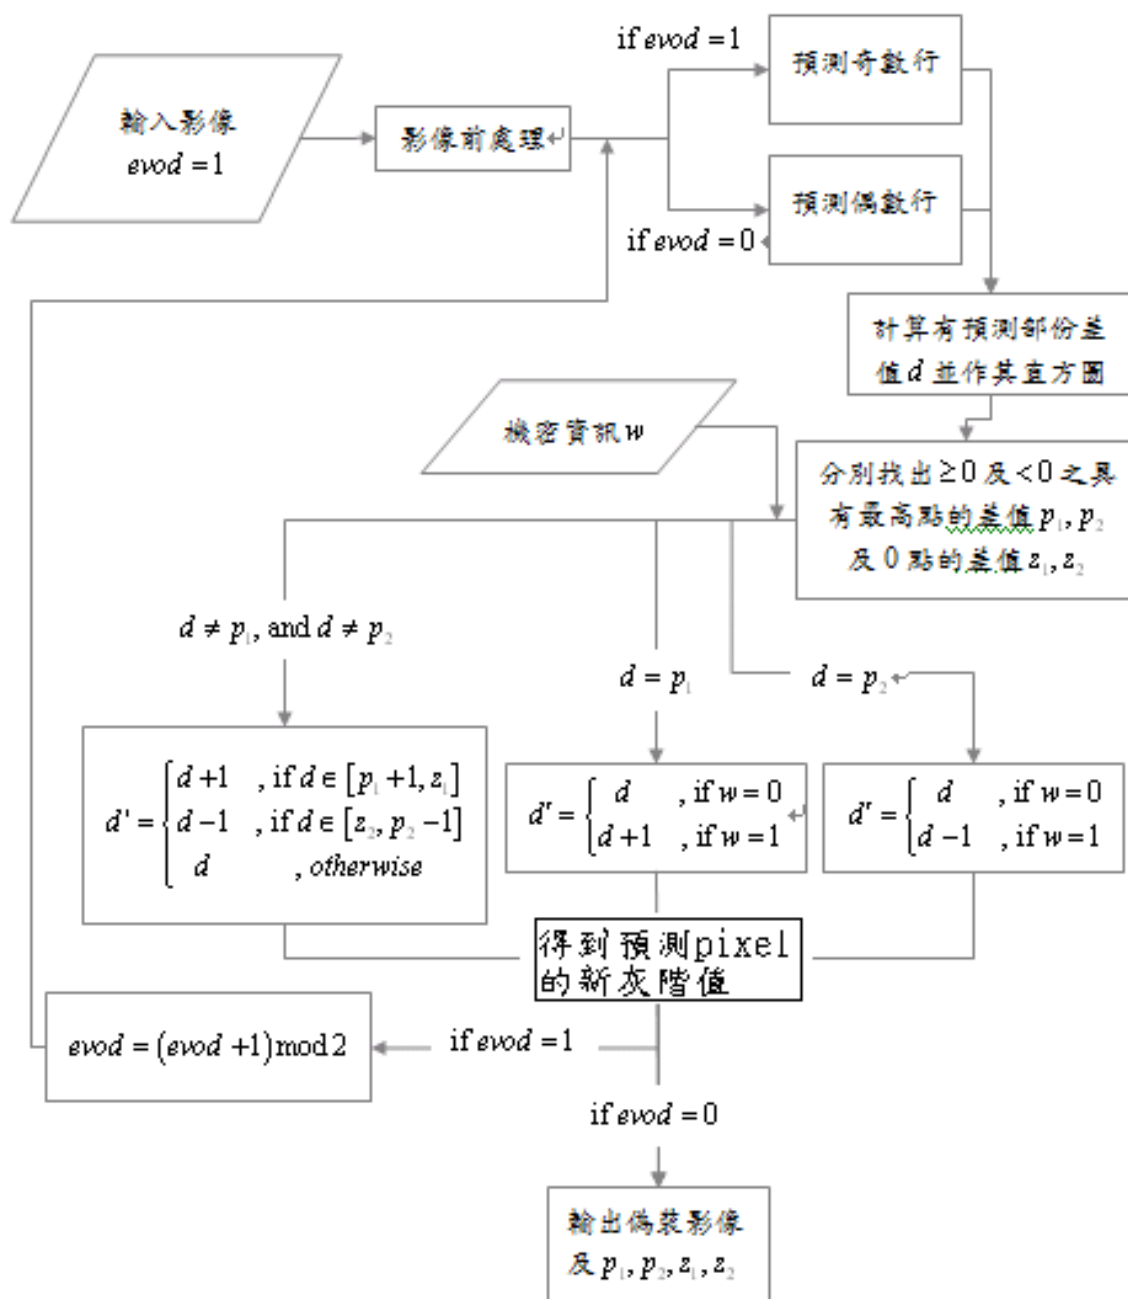 輸入影像
evod = 1
影像前處理↵
if evod = 1
預測奇數行
預測偶數行
if evod = 0
計算有預測部份差
值 d 並作其直方圖
機密資訊 w
分別找出 ≥0 及 <0 之具
有最高點的差值 p₁, p₂
及 0 點的差值 z₁, z₂
d ≠ p₁, and d ≠ p₂
d = p₁
d = p₂ ↵
d' = { d+1 , if d ∈ [p₁+1, z₁]
d−1 , if d ∈ [z₂, p₂−1]
d , otherwise
d' = { d , if w = 0
d+1 , if w = 1 ↵
d' = { d , if w = 0
d−1 , if w = 1
得到預測pixel
的新灰階值
evod = (evod +1) mod 2
if evod = 1
if evod = 0
輸出偽裝影像
及 p₁, p₂, z₁, z₂